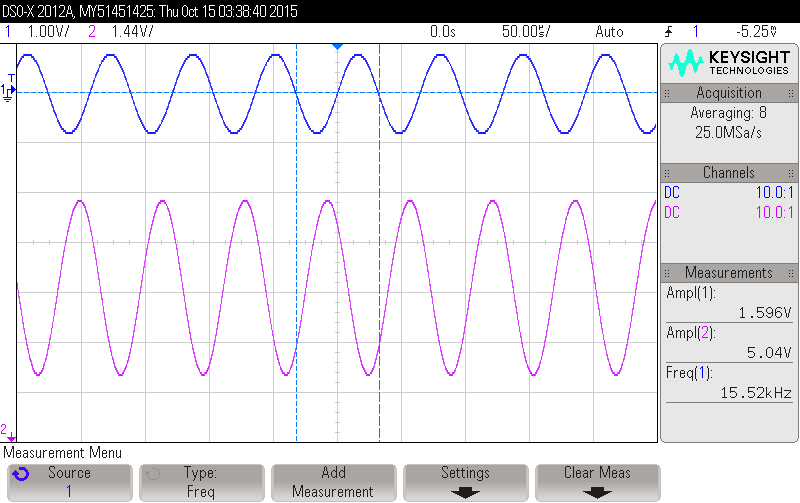 DSO-X 2012A, MY51451425: Thu Oct 15 03:38:40 2015
1 1.00V/ 2 1.44V/ 0.0s 50.00us/ Auto 1 -5.25V
KEYSIGHT
TECHNOLOGIES
Acquisition
Averaging: 8
25.0MSa/s
Channels
DC 10.0:1
DC 10.0:1
Measurements
Ampl(1):
1.596V
Ampl(2):
5.04V
Freq(1):
15.52kHz
T
1
2
Measurement Menu
Source
1
Type:
Freq
Add
Measurement
Settings
Clear Meas